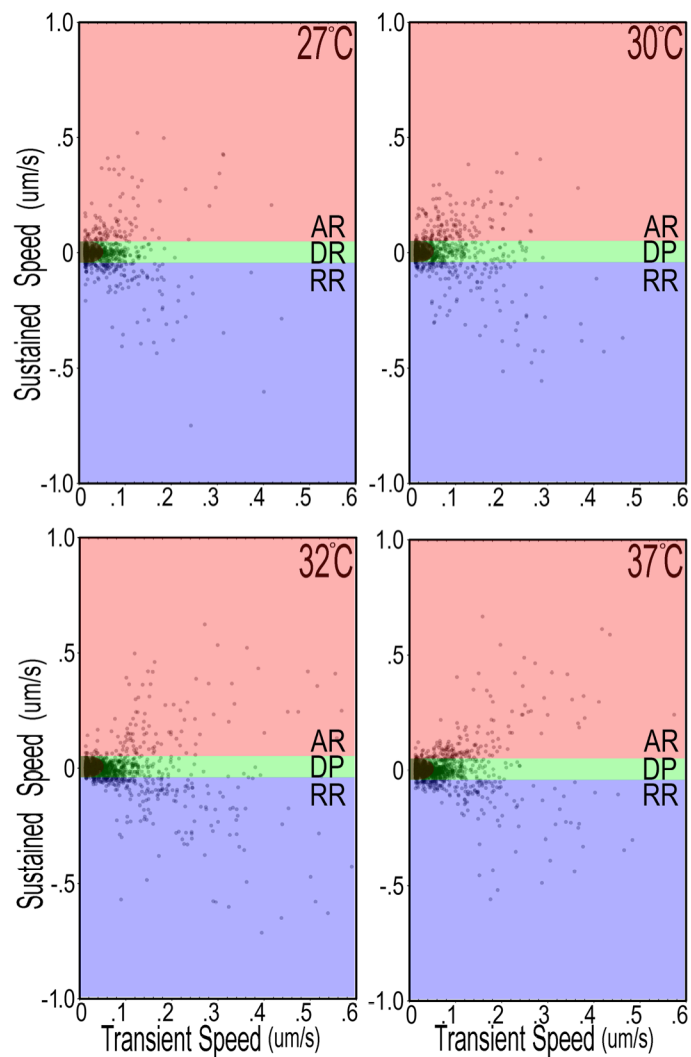 1.0
27°C
30°C
.5
Sustained Speed (um/s)
0
AR
DR
RR
AR
DP
RR
-.5
-1.0
0 .1 .2 .3 .4 .5 .6
0 .1 .2 .3 .4 .5 .6
1.0
.5
0
-.5
-1.0
1.0
32°C
37°C
.5
Sustained Speed (um/s)
0
AR
DP
RR
AR
DP
RR
-.5
-1.0
0 .1 .2 .3 .4 .5 .6
0 .1 .2 .3 .4 .5 .6
1.0
.5
0
-.5
-1.0
Transient Speed (um/s)
Transient Speed (um/s)